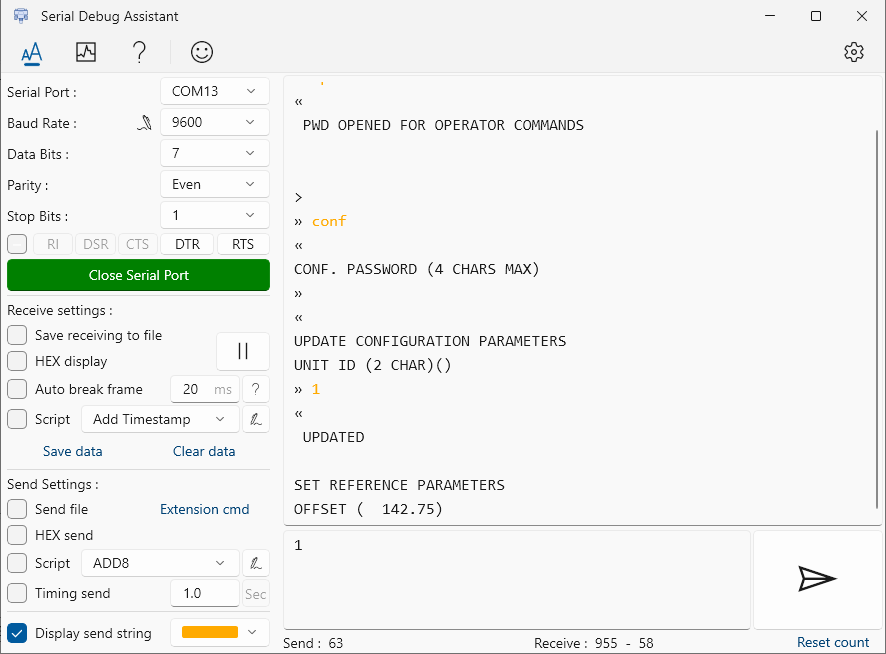 Serial Debug Assistant
Serial Port :
COM13
Baud Rate :
9600
Data Bits :
7
Parity :
Even
Stop Bits :
1
RI DSR CTS DTR RTS
Close Serial Port
Receive settings :
Save receiving to file
HEX display
Auto break frame
20 ms ?
Script
Add Timestamp
Save data
Clear data
Send Settings :
Send file
Extension cmd
HEX send
Script
ADD8
Timing send
1.0 Sec
Display send string
«
PWD OPENED FOR OPERATOR COMMANDS
>
» conf
«
CONF. PASSWORD (4 CHARS MAX)
»
«
UPDATE CONFIGURATION PARAMETERS
UNIT ID (2 CHAR)()
» 1
«
UPDATED
SET REFERENCE PARAMETERS
OFFSET (  142.75)
1
Send : 63
Receive : 955 - 58
Reset count